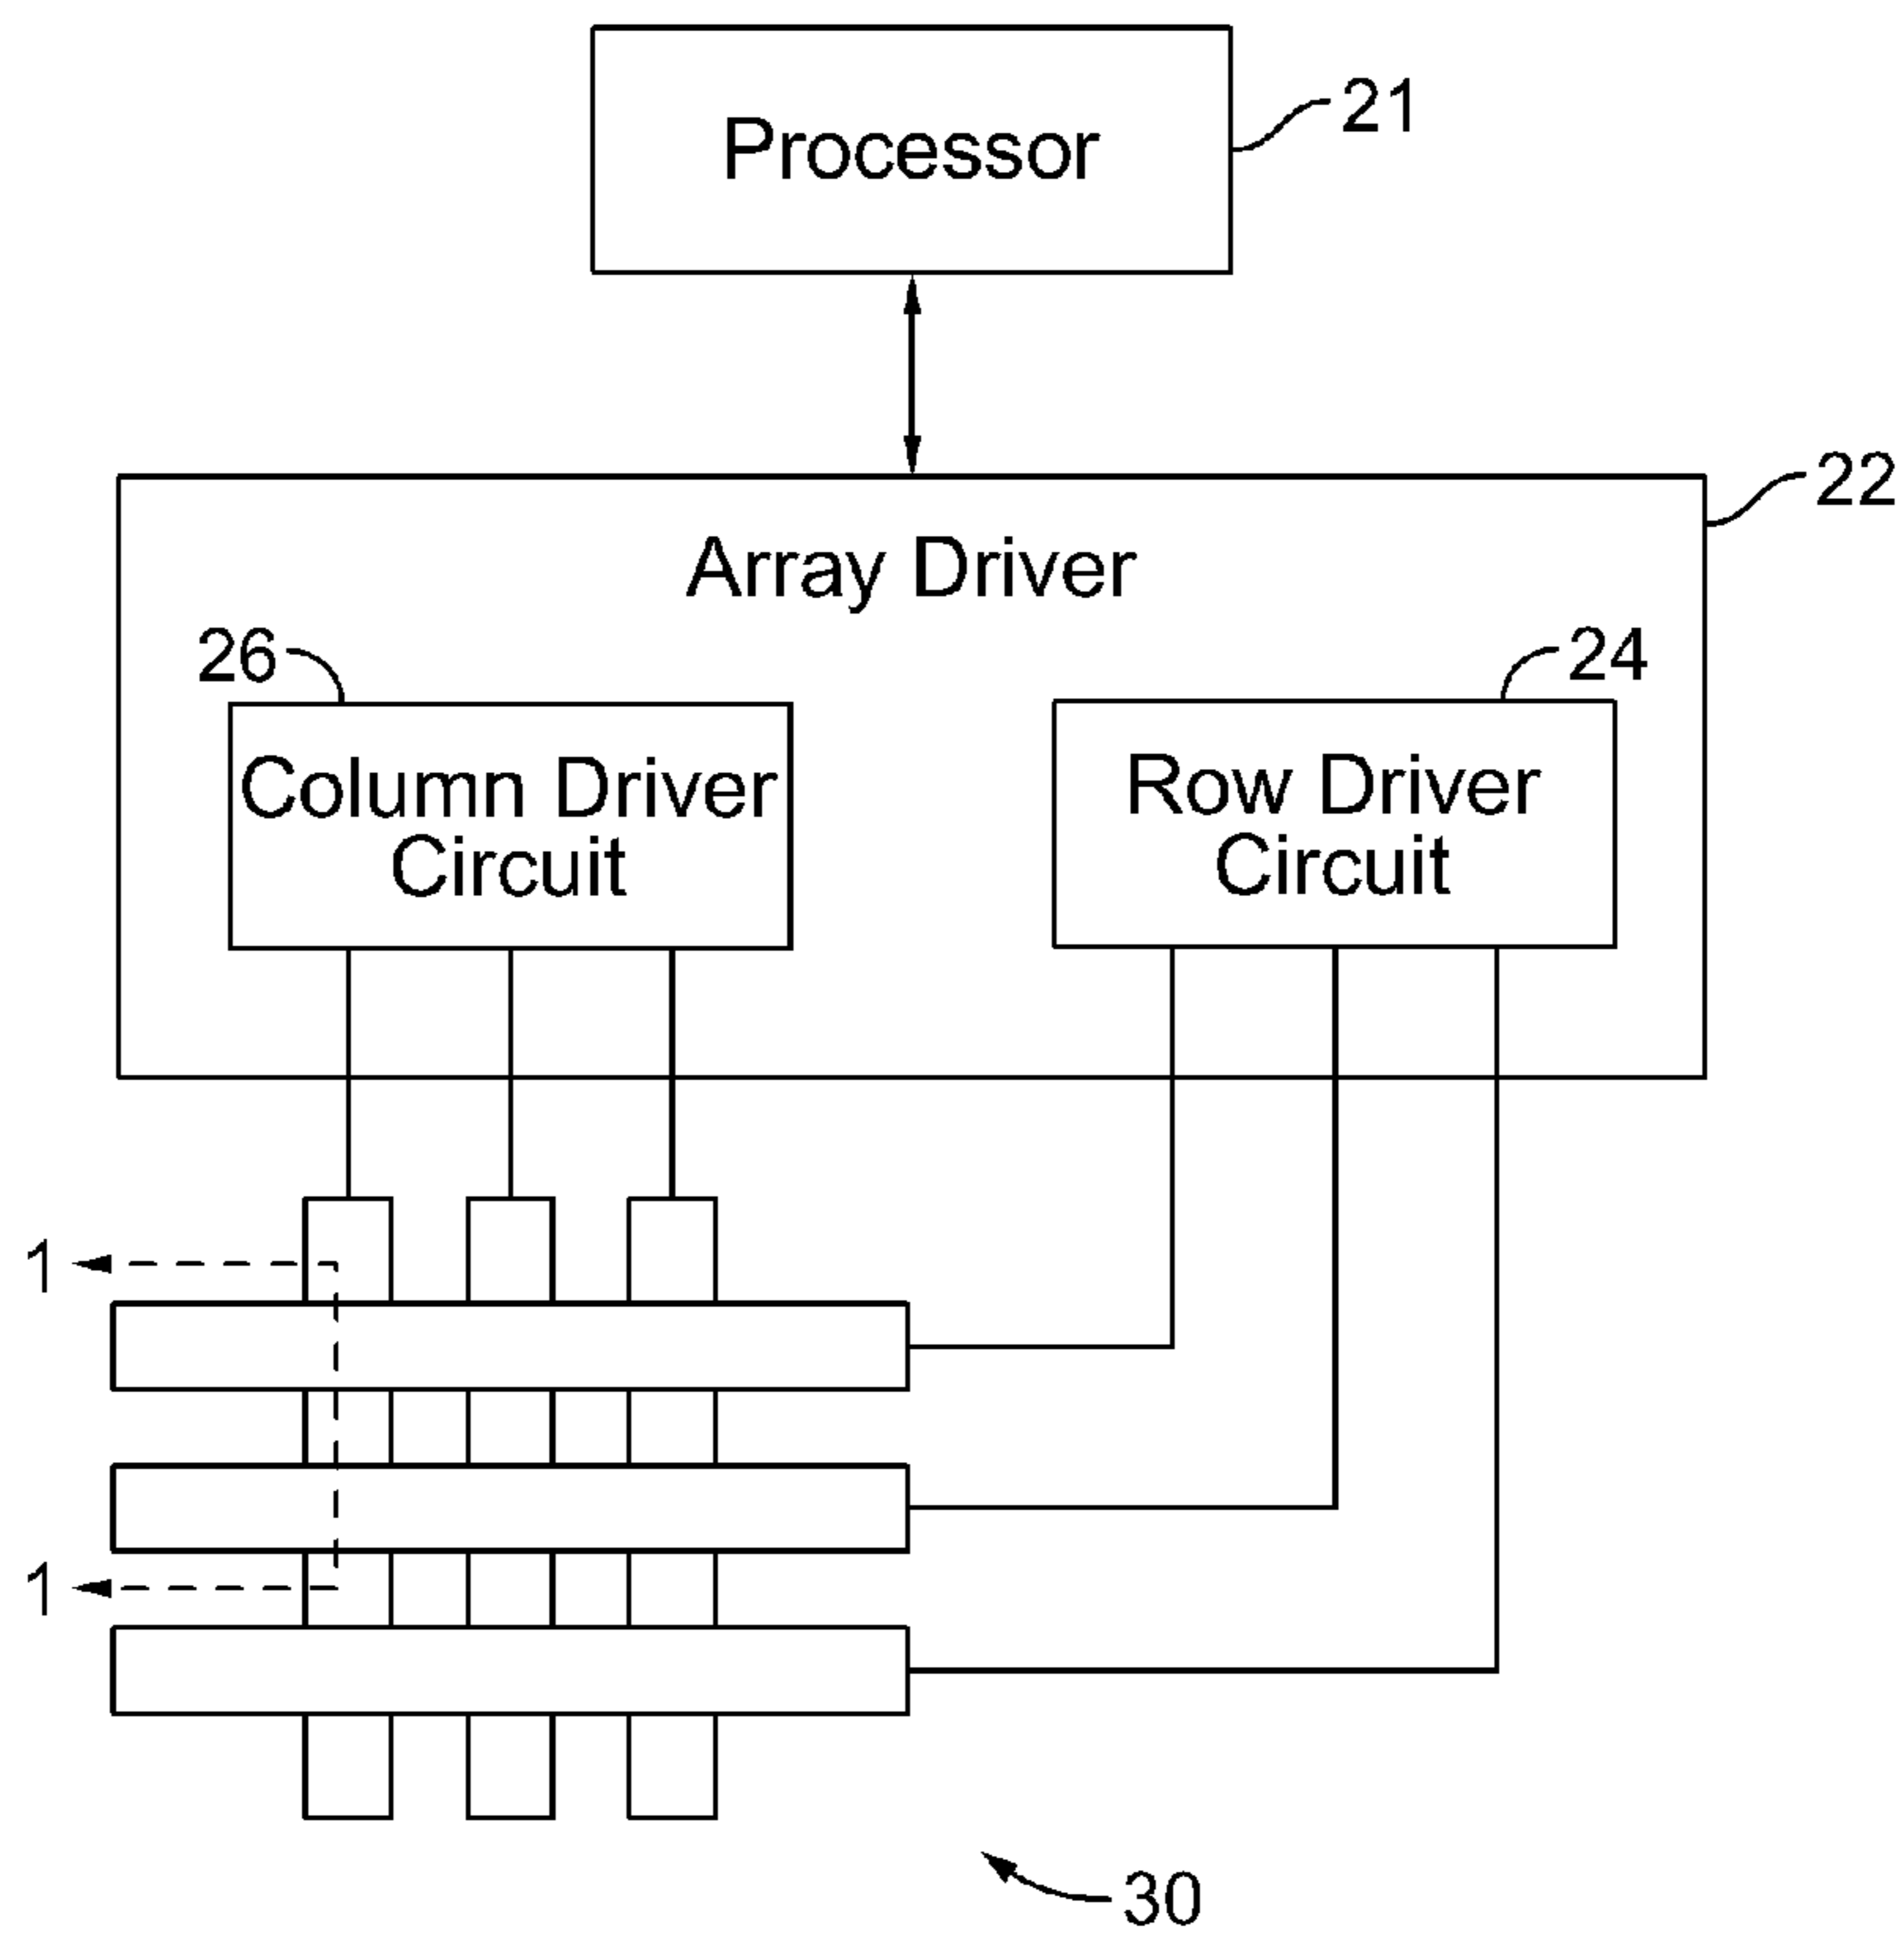 Processor
21
22
Array Driver
26
24
Column Driver
Circuit
Row Driver
Circuit
1
1
30